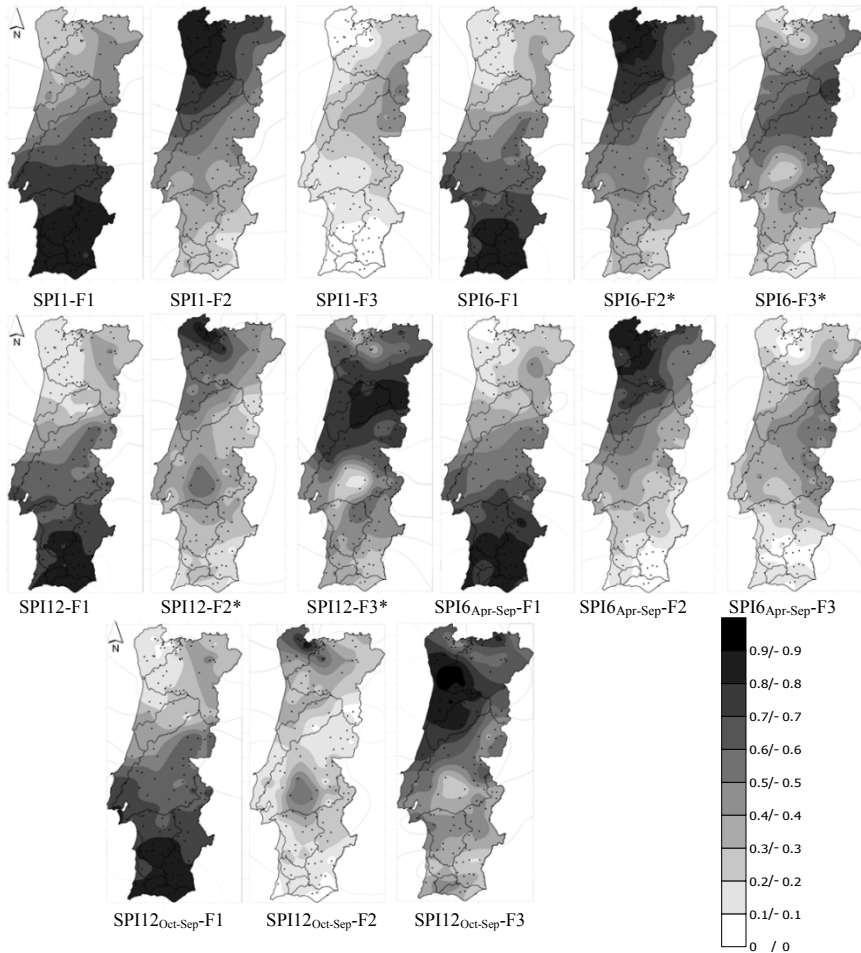 N
SPI1-F1 SPI1-F2 SPI1-F3 SPI6-F1 SPI6-F2* SPI6-F3*
N
SPI12-F1 SPI12-F2* SPI12-F3* SPI6Apr-Sep-F1 SPI6Apr-Sep-F2 SPI6Apr-Sep-F3
N
0.9/- 0.9
0.8/- 0.8
0.7/- 0.7
0.6/- 0.6
0.5/- 0.5
0.4/- 0.4
0.3/- 0.3
0.2/- 0.2
0.1/- 0.1
0 / 0
SPI12Oct-Sep-F1 SPI12Oct-Sep-F2 SPI12Oct-Sep-F3